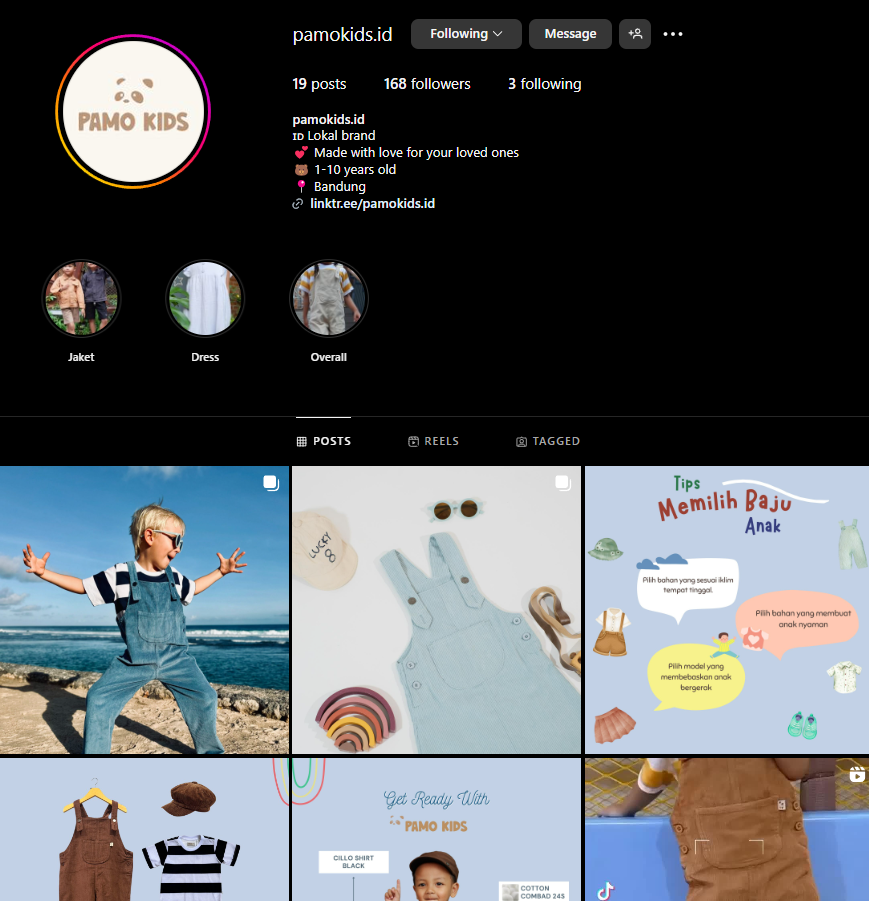 pamokids.id
Following
Message
19 posts
168 followers
3 following
PAMO KIDS
pamokids.id
ɪᴅ Lokal brand
💕 Made with love for your loved ones
🐻 1-10 years old
📍 Bandung
linktr.ee/pamokids.id
Jaket
Dress
Overall
POSTS
REELS
TAGGED
LUCKY
8
Tips
Memilih Baju
Anak
Pilih bahan yang sesuai iklim
tempat tinggal.
Pilih bahan yang membuat
anak nyaman
Pilih model yang
membebaskan anak
bergerak
Get Ready With
PAMO KIDS
CILLO SHIRT
BLACK
COTTON
COMBAD 24S